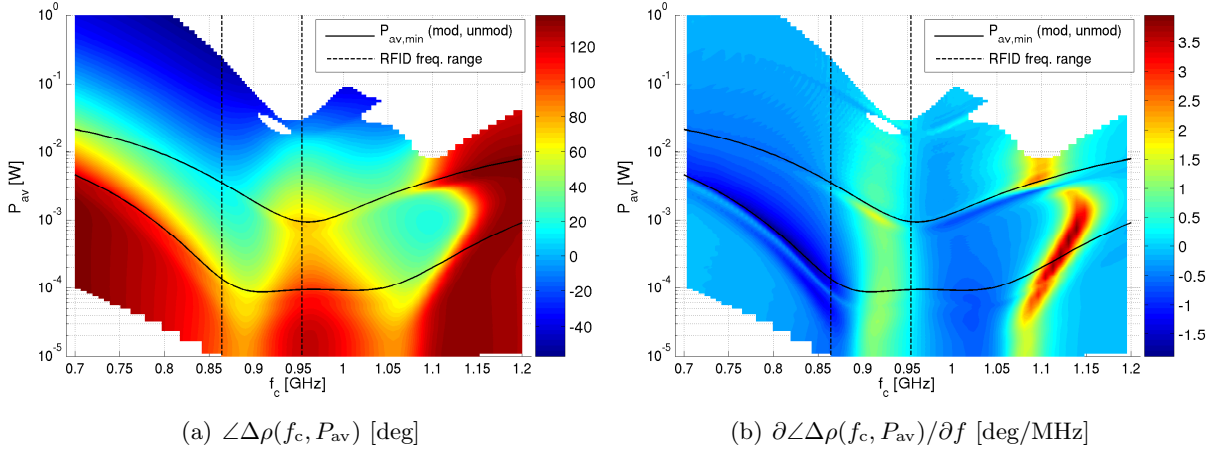 10^0
10^-1
10^-2
10^-3
10^-4
10^-5
P_av [W]
0.7 0.75 0.8 0.85 0.9 0.95 1 1.05 1.1 1.15 1.2
f_c [GHz]
P_av,min (mod, unmod)
RFID freq. range
120
100
80
60
40
20
0
-20
-40
(a) ∠Δρ(f_c, P_av) [deg]
10^0
10^-1
10^-2
10^-3
10^-4
10^-5
P_av [W]
0.7 0.75 0.8 0.85 0.9 0.95 1 1.05 1.1 1.15 1.2
f_c [GHz]
P_av,min (mod, unmod)
RFID freq. range
3.5
3
2.5
2
1.5
1
0.5
0
-0.5
-1
-1.5
(b) ∂∠Δρ(f_c, P_av)/∂f [deg/MHz]